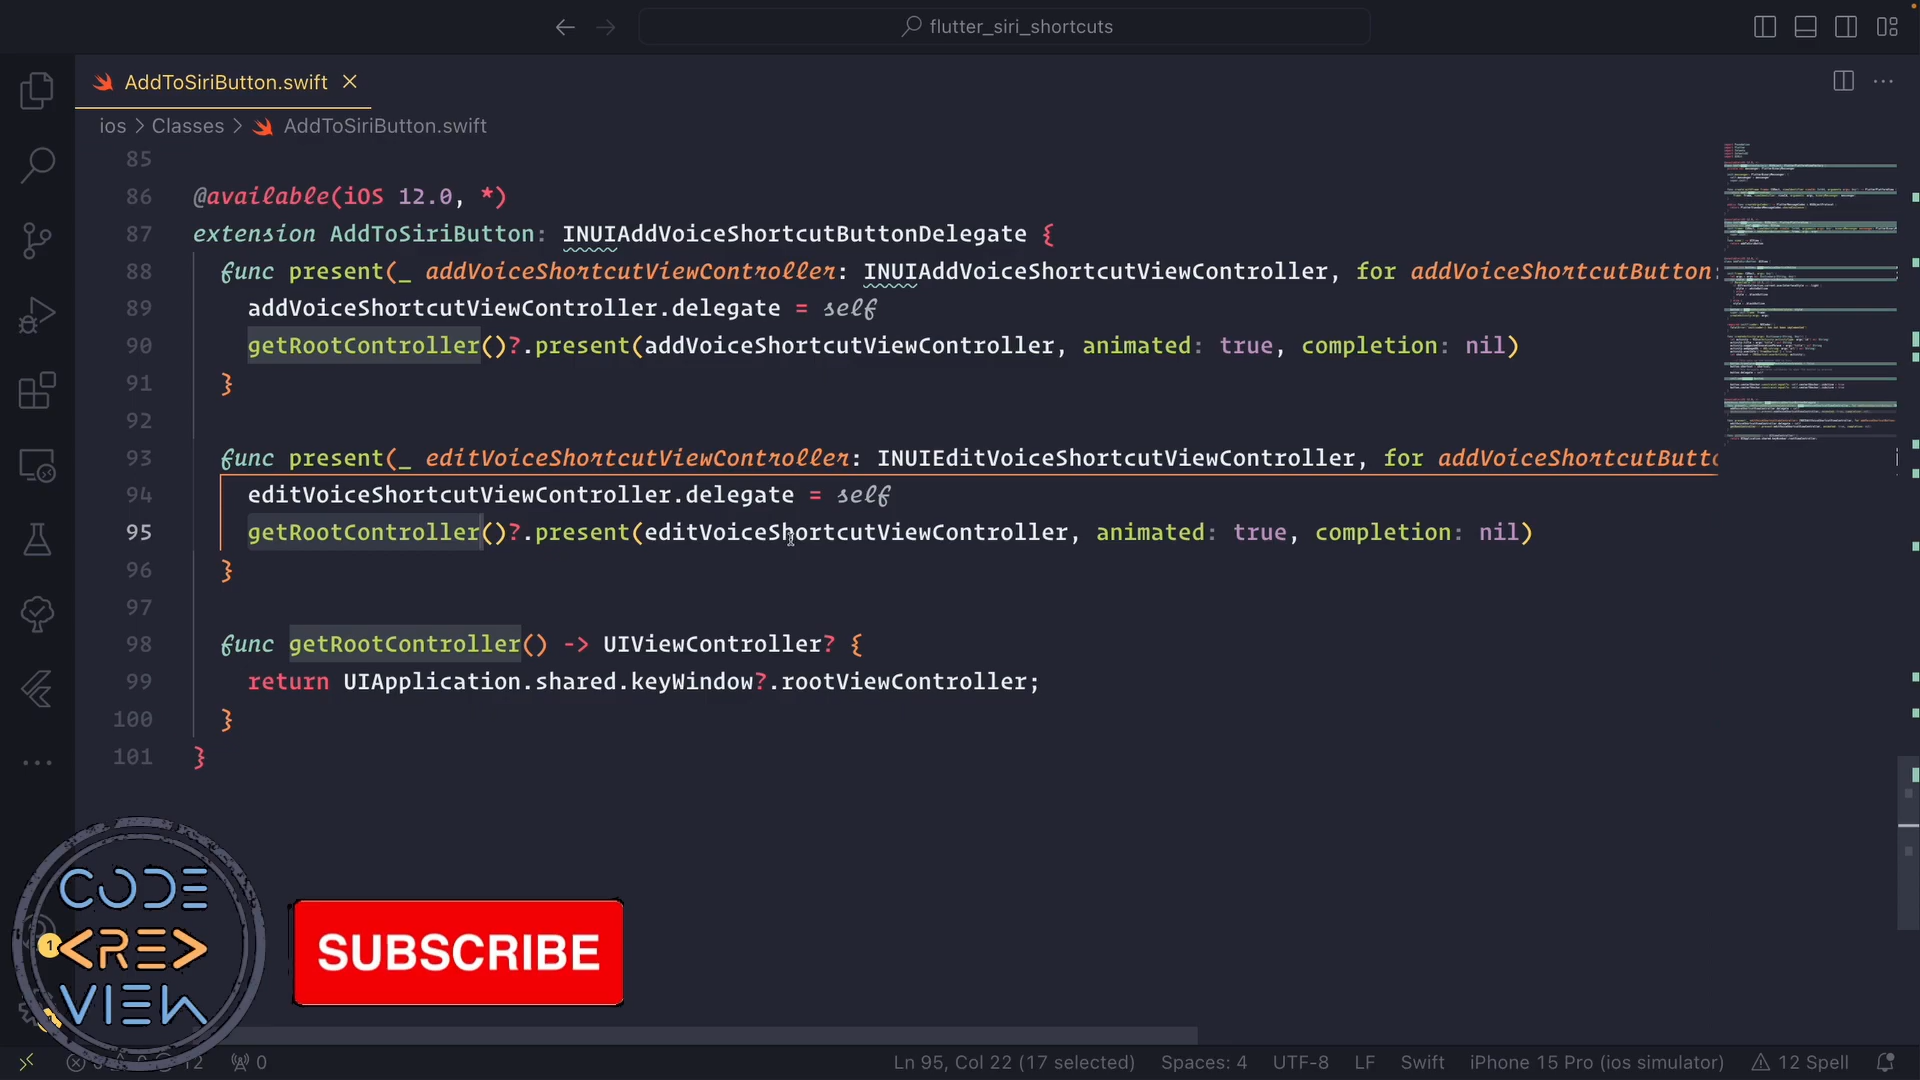 flutter_siri_shortcuts
AddToSiriButton.swift
ios > Classes > AddToSiriButton.swift
85
86 @available(iOS 12.0, *)
87 extension AddToSiriButton: INUIAddVoiceShortcutButtonDelegate {
88 func present(_ addVoiceShortcutViewController: INUIAddVoiceShortcutViewController, for addVoiceShortcutButton:
89 addVoiceShortcutViewController.delegate = self
90 getRootController()?.present(addVoiceShortcutViewController, animated: true, completion: nil)
91 }
92
93 func present(_ editVoiceShortcutViewController: INUIEditVoiceShortcutViewController, for addVoiceShortcutButto
94 editVoiceShortcutViewController.delegate = self
95 getRootController()?.present(editVoiceShortcutViewController, animated: true, completion: nil)
96 }
97
98 func getRootController() -> UIViewController? {
99 return UIApplication.shared.keyWindow?.rootViewController;
100 }
101 }
CODE
1
<RE>
VIEW
SUBSCRIBE
12 0 Ln 95, Col 22 (17 selected) Spaces: 4 UTF-8 LF Swift iPhone 15 Pro (ios simulator) 12 Spell